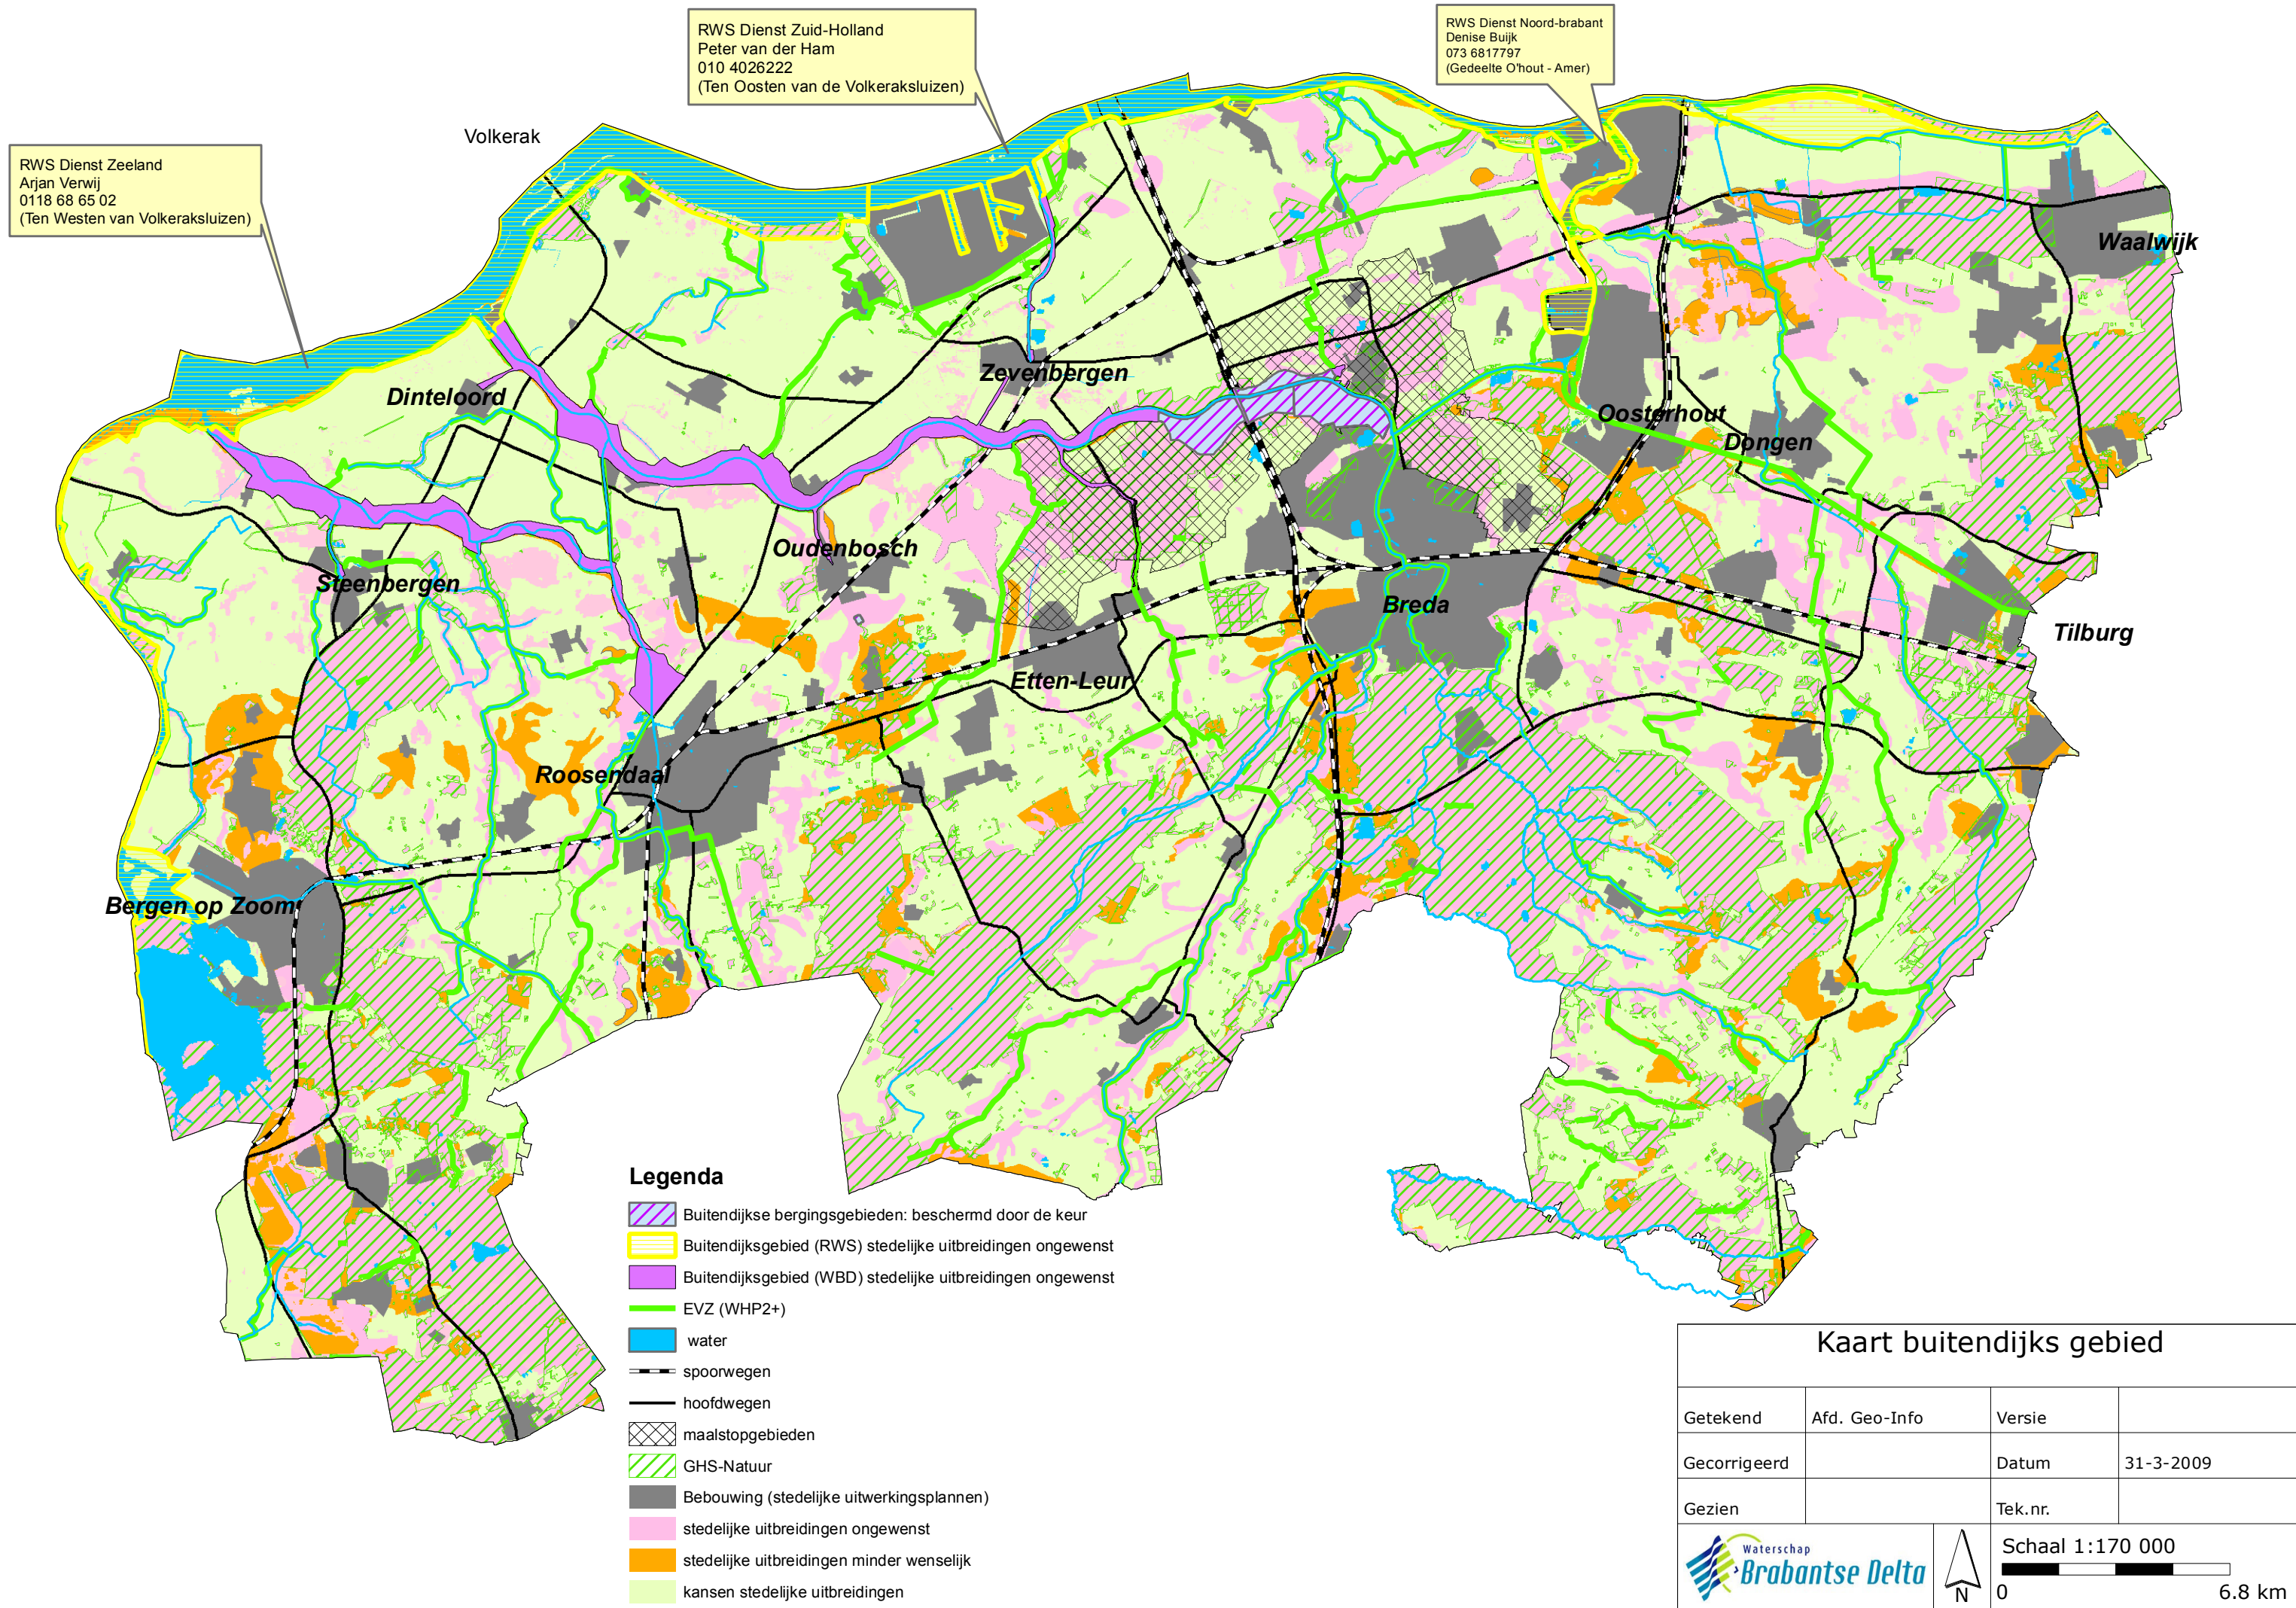 RWS Dienst Zuid-Holland
Peter van der Ham
010 4026222
(Ten Oosten van de Volkeraksluizen)
RWS Dienst Noord-brabant
Denise Buijk
073 6817797
(Gedeelte O'hout - Amer)
Volkerak
RWS Dienst Zeeland
Arjan Verwij
0118 68 65 02
(Ten Westen van Volkeraksluizen)
Waalwijk
Zevenbergen
Dinteloord
Oosterhout
Dongen
Oudenbosch
Steenbergen
Breda
Tilburg
Etten-Leur
Roosendaal
Bergen op Zoom
Legenda
Buitendijkse bergingsgebieden: beschermd door de keur
Buitendijksgebied (RWS) stedelijke uitbreidingen ongewenst
Buitendijksgebied (WBD) stedelijke uitbreidingen ongewenst
EVZ (WHP2+)
water
spoorwegen
hoofdwegen
maalstopgebieden
GHS-Natuur
Bebouwing (stedelijke uitwerkingsplannen)
stedelijke uitbreidingen ongewenst
stedelijke uitbreidingen minder wenselijk
kansen stedelijke uitbreidingen
Kaart buitendijks gebied
Getekend Afd. Geo-Info Versie
Gecorrigeerd Datum 31-3-2009
Gezien Tek.nr.
Waterschap
Brabantse Delta
N
Schaal 1:170 000
0 6.8 km